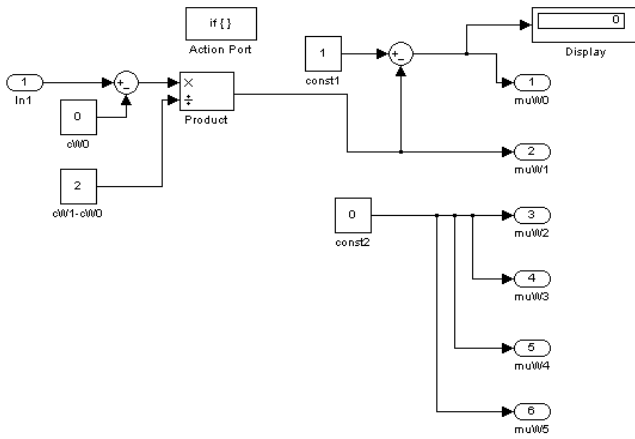 if { }
Action Port
0
Display
1
const1
+
−
1
muW0
1
In1
+
−
×
÷
Product
0
cW0
2
muW1
2
cW1-cW0
0
const2
3
muW2
4
muW3
5
muW4
6
muW5